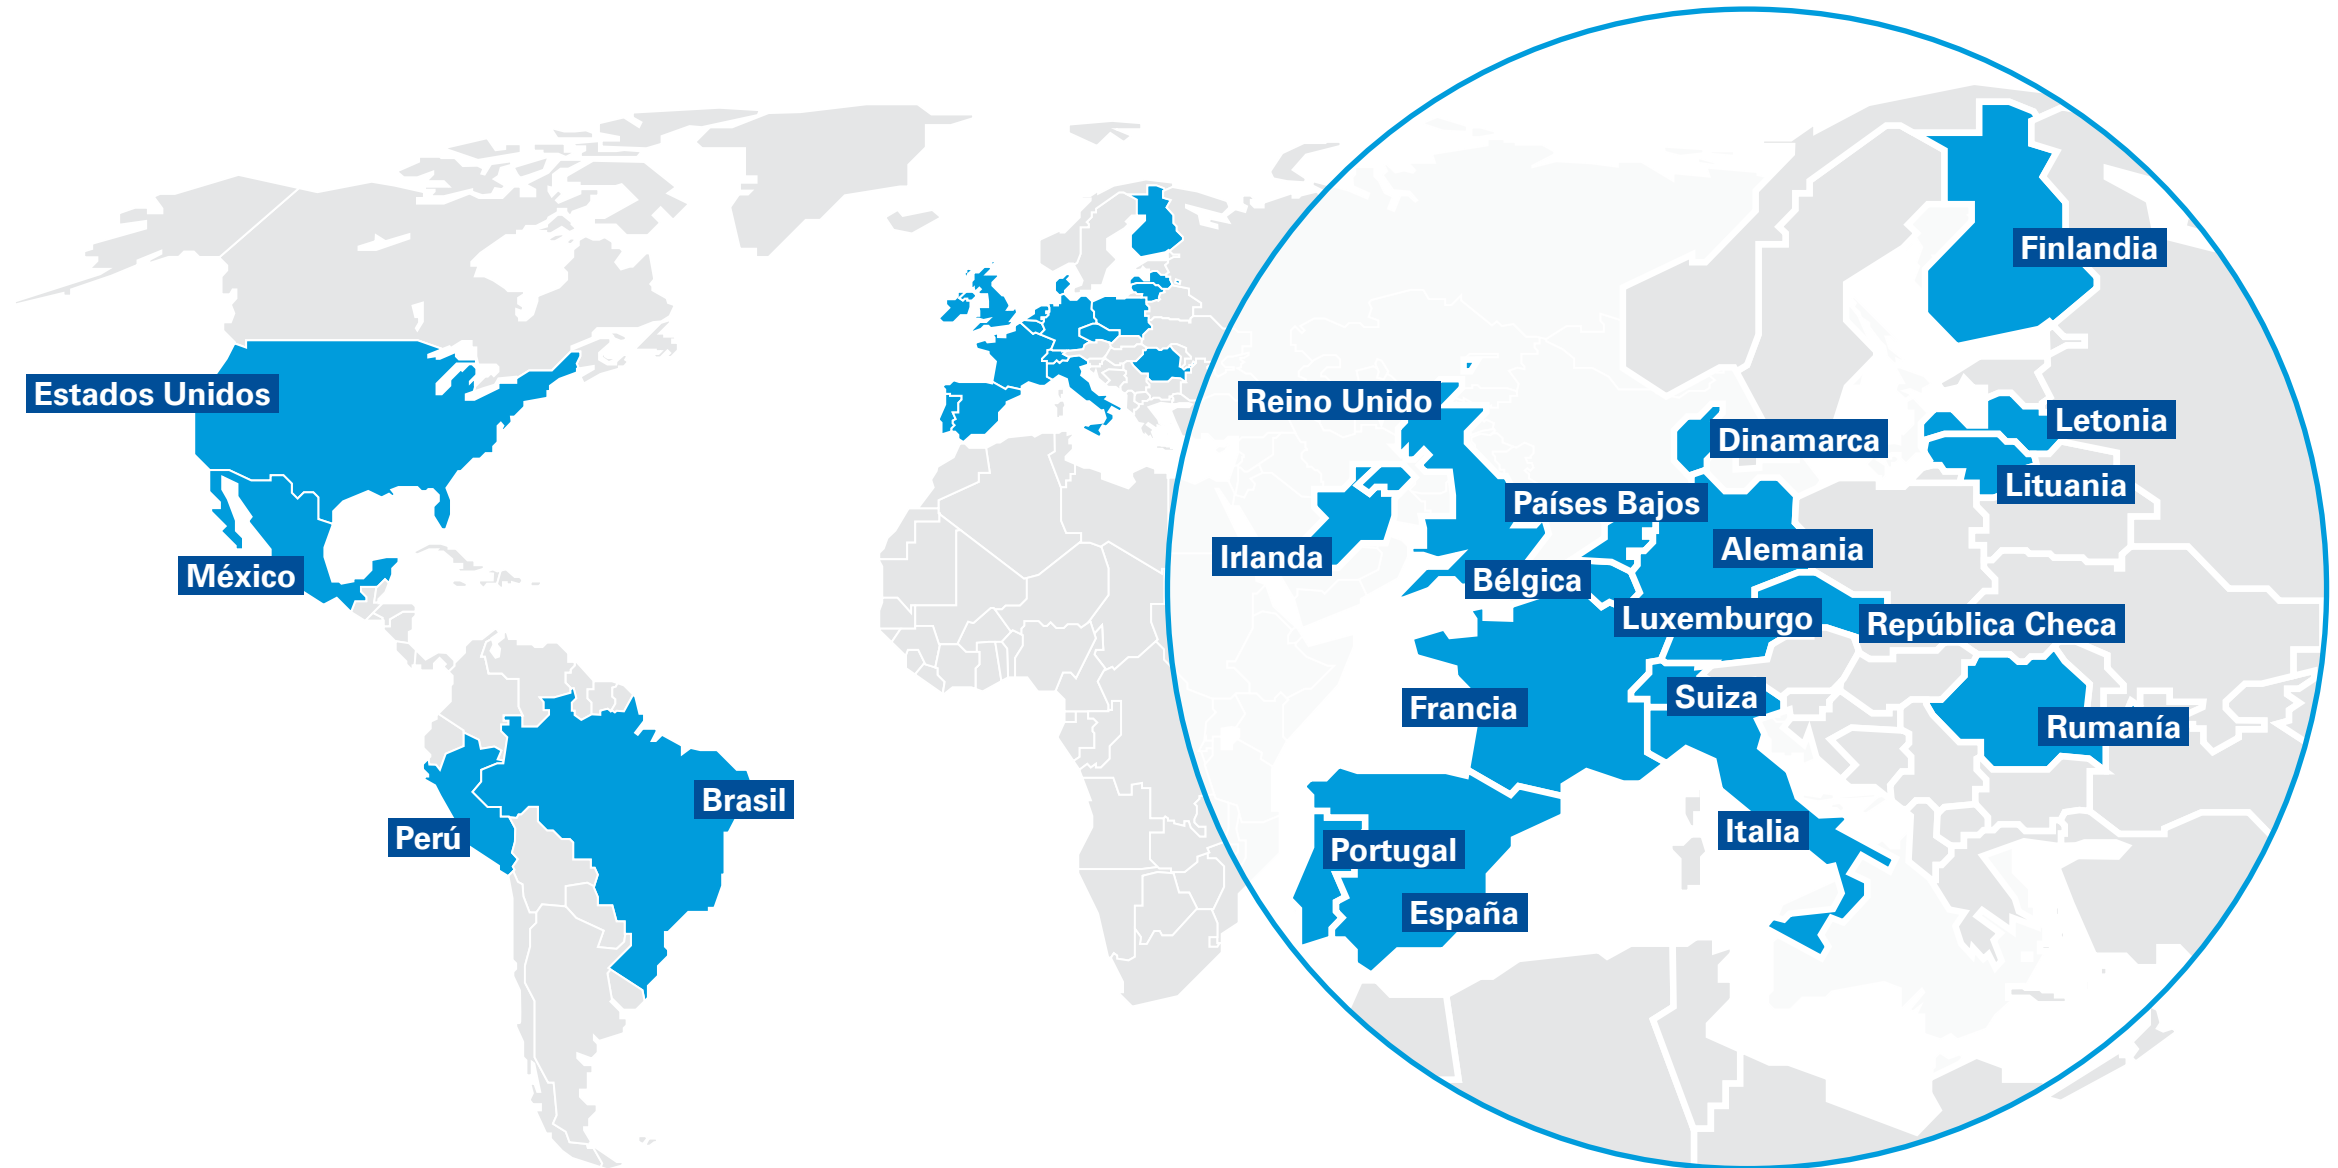 Estados Unidos
México
Perú
Brasil
Finlandia
Reino Unido
Letonia
Dinamarca
Lituania
Países Bajos
Irlanda
Alemania
Bélgica
Luxemburgo
República Checa
Suiza
Francia
Rumanía
Italia
Portugal
España